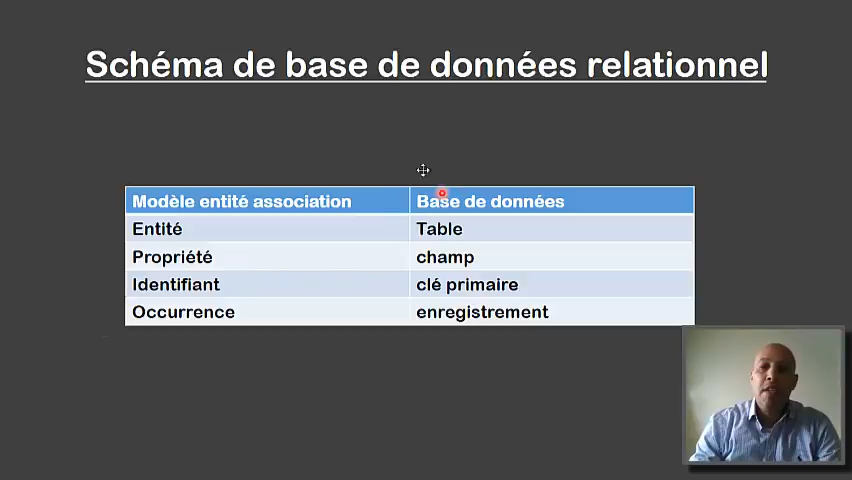 Schéma de base de données relationnel
Modèle entité association Base de données
Entité Table
Propriété champ
Identifiant clé primaire
Occurrence enregistrement